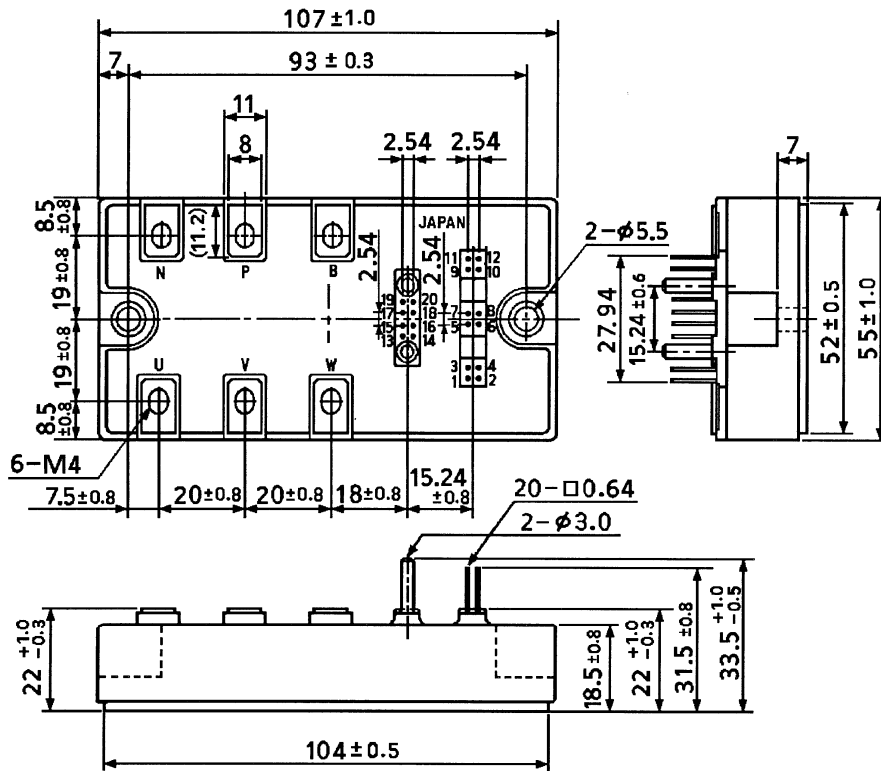 107±1.0
7
93 ± 0.3
11
8
2.54
2.54
7
8.5 ±0.8
(11.2)
JAPAN
2-φ5.5
N
P
B
2.54
2.54
11 12
9 10
19 20
17 18
15 16
13 14
7 8
5 6
3 4
1 2
19 ±0.8
19 ±0.8
8.5 ±0.8
27.94
15.24 ±0.6
52±0.5
55±1.0
U
V
W
6-M4
7.5±0.8
20±0.8
20±0.8
18±0.8
15.24 ±0.8
20-□0.64
2-φ3.0
22 +1.0 -0.3
18.5±0.8
22 +1.0 -0.3
31.5 ±0.8
33.5 +1.0 -0.5
104±0.5